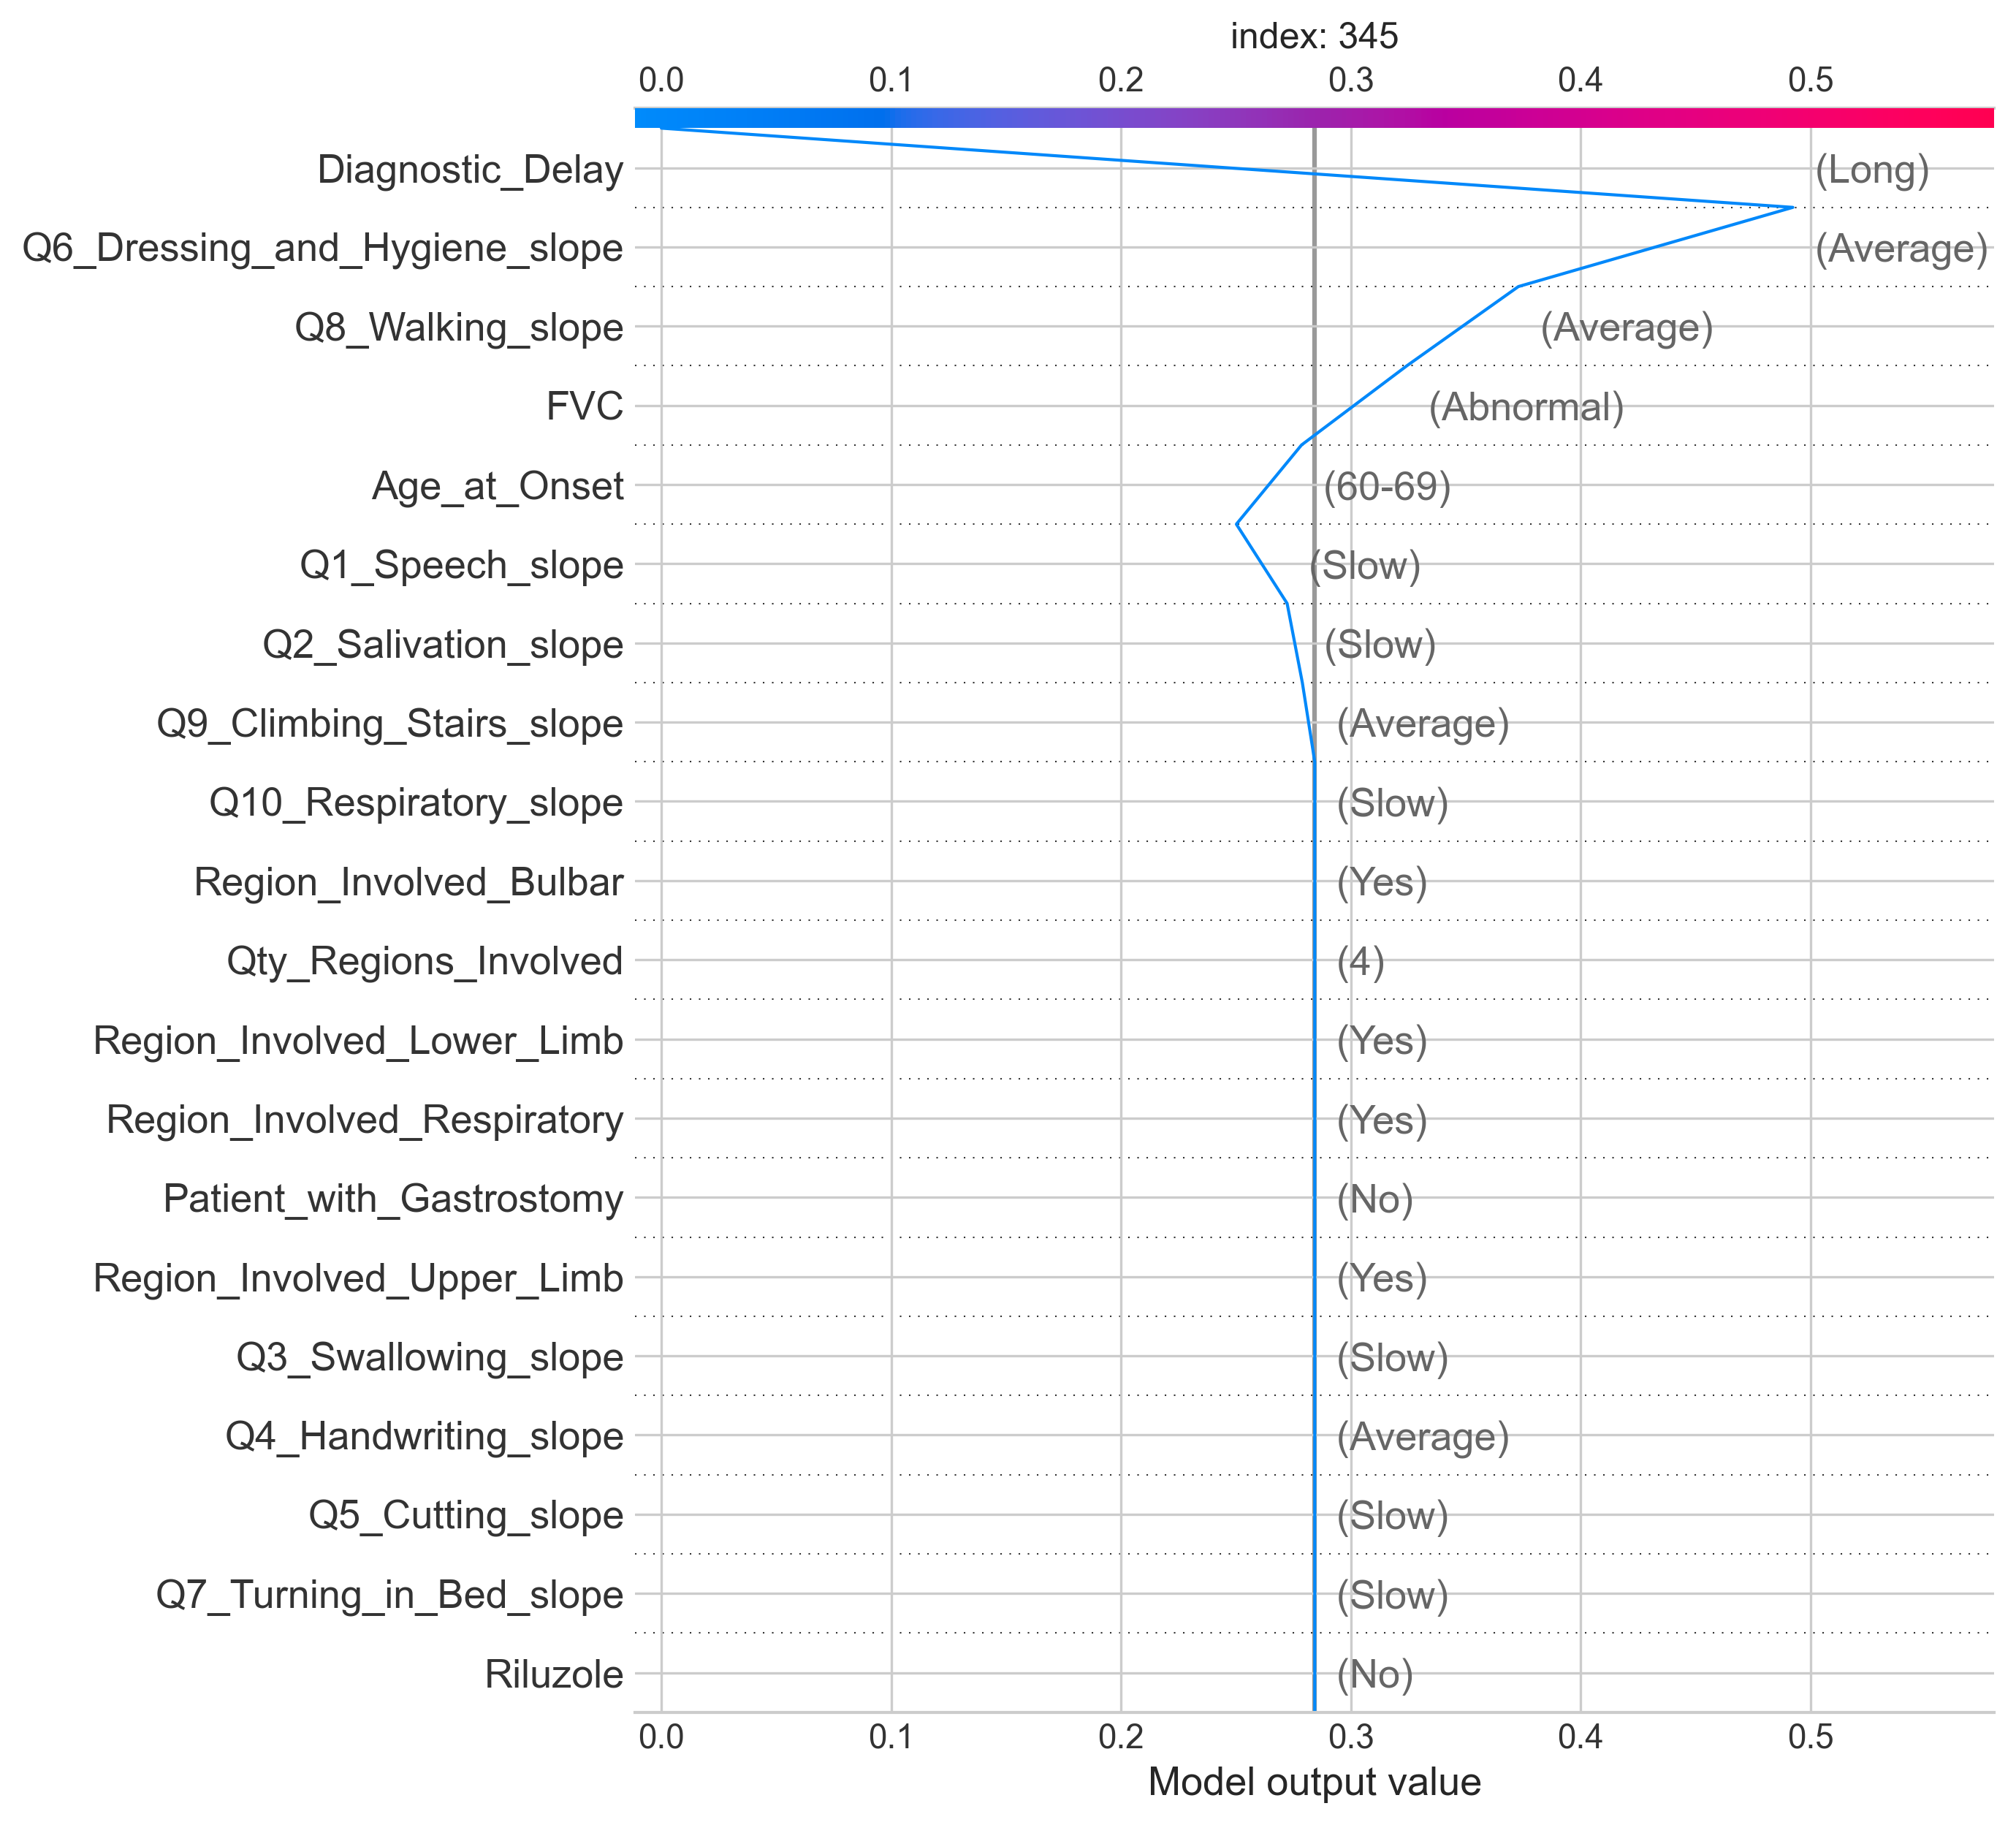 index: 345
0.0 0.1 0.2 0.3 0.4 0.5
Diagnostic_Delay (Long)
Q6_Dressing_and_Hygiene_slope (Average)
Q8_Walking_slope (Average)
FVC (Abnormal)
Age_at_Onset (60-69)
Q1_Speech_slope (Slow)
Q2_Salivation_slope (Slow)
Q9_Climbing_Stairs_slope (Average)
Q10_Respiratory_slope (Slow)
Region_Involved_Bulbar (Yes)
Qty_Regions_Involved (4)
Region_Involved_Lower_Limb (Yes)
Region_Involved_Respiratory (Yes)
Patient_with_Gastrostomy (No)
Region_Involved_Upper_Limb (Yes)
Q3_Swallowing_slope (Slow)
Q4_Handwriting_slope (Average)
Q5_Cutting_slope (Slow)
Q7_Turning_in_Bed_slope (Slow)
Riluzole (No)
0.0 0.1 0.2 0.3 0.4 0.5
Model output value